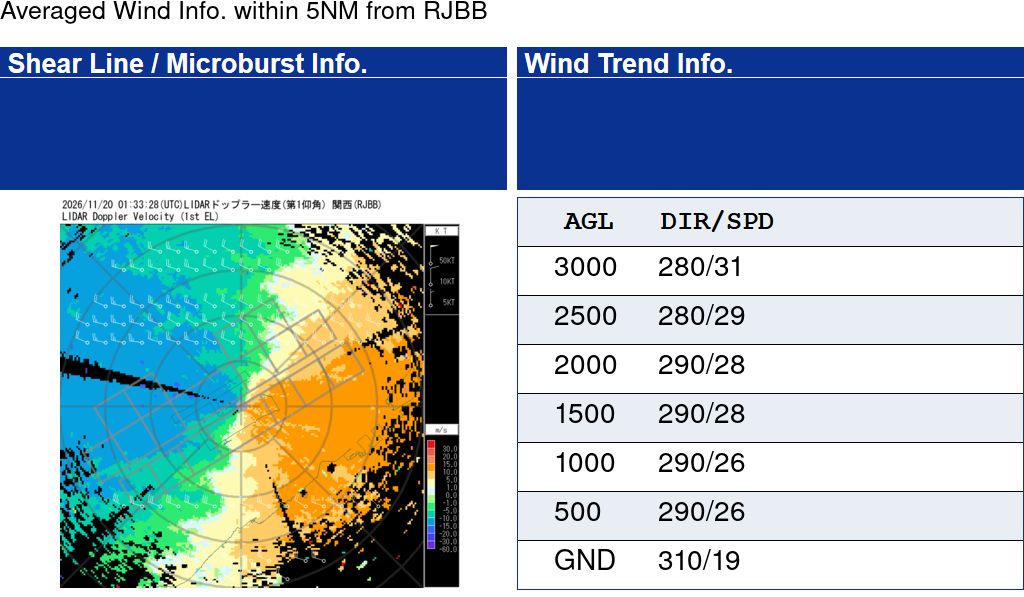 Averaged Wind Info. within 5NM from RJBB
Shear Line / Microburst Info.
Wind Trend Info.
2026/11/20 01:33:28(UTC)LIDARドップラー速度(第1仰角) 関西(RJBB)
LIDAR Doppler Velocity (1st EL)
KT
50KT
10KT
5KT
m/s
30.0
20.0
15.0
10.0
5.0
1.0
0.0
-1.0
-5.0
-10.0
-15.0
-20.0
-30.0
-60.0
AGL DIR/SPD
3000 280/31
2500 280/29
2000 290/28
1500 290/28
1000 290/26
500 290/26
GND 310/19